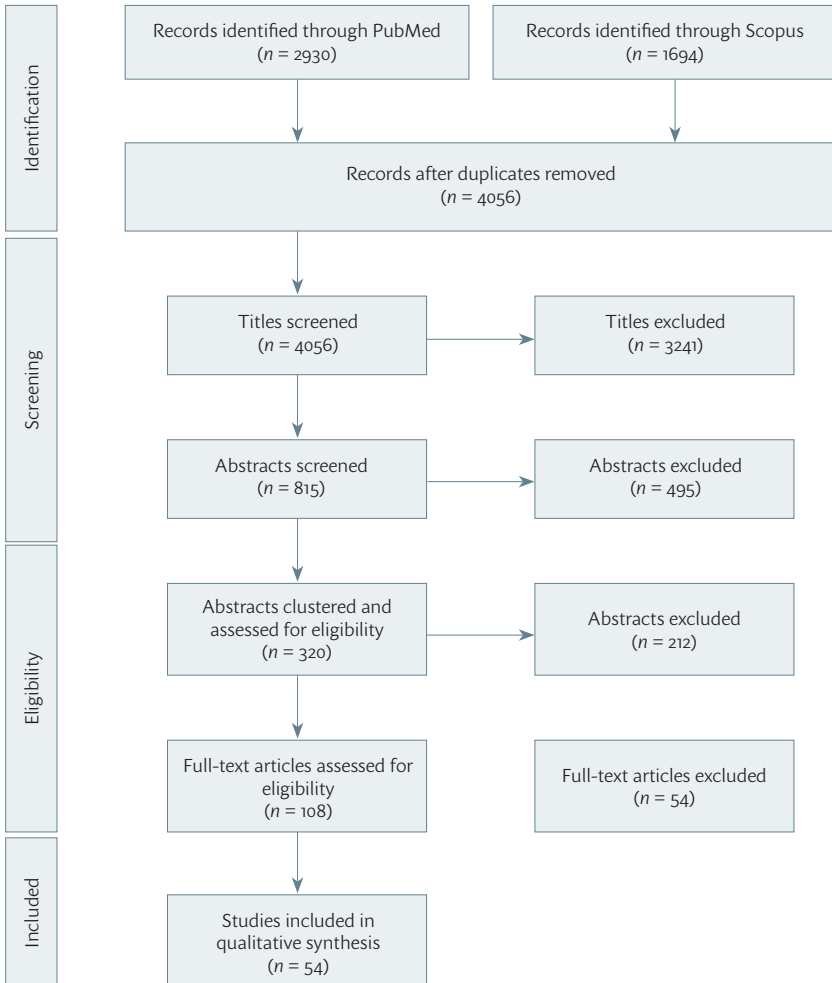 Identification
Records identified through PubMed
(n = 2930)
Records identified through Scopus
(n = 1694)
Records after duplicates removed
(n = 4056)
Screening
Titles screened
(n = 4056)
Titles excluded
(n = 3241)
Abstracts screened
(n = 815)
Abstracts excluded
(n = 495)
Eligibility
Abstracts clustered and
assessed for eligibility
(n = 320)
Abstracts excluded
(n = 212)
Full-text articles assessed for
eligibility
(n = 108)
Full-text articles excluded
(n = 54)
Included
Studies included in
qualitative synthesis
(n = 54)